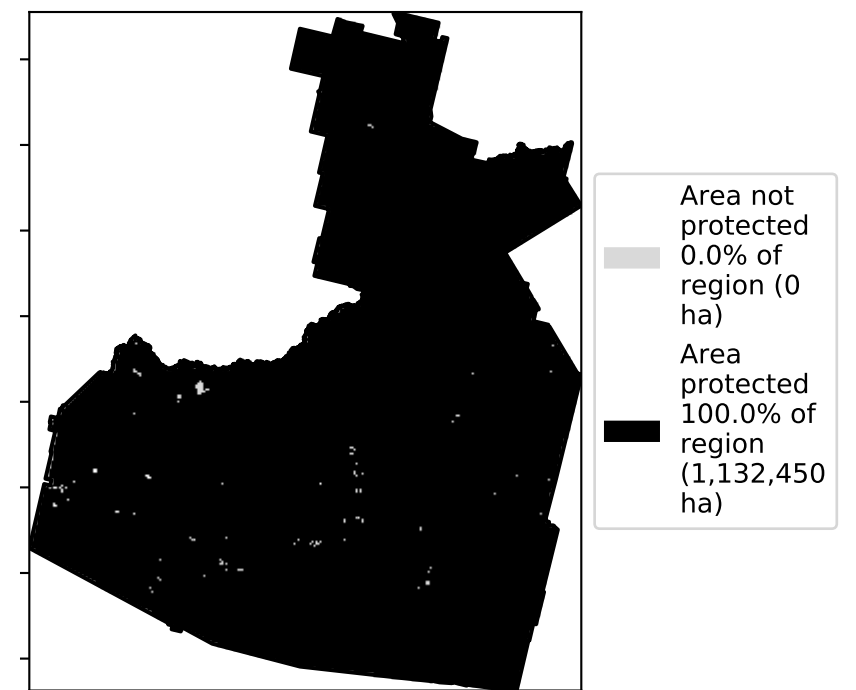 Area not
protected
0.0% of
region (0
ha)
Area
protected
100.0% of
region
(1,132,450
ha)